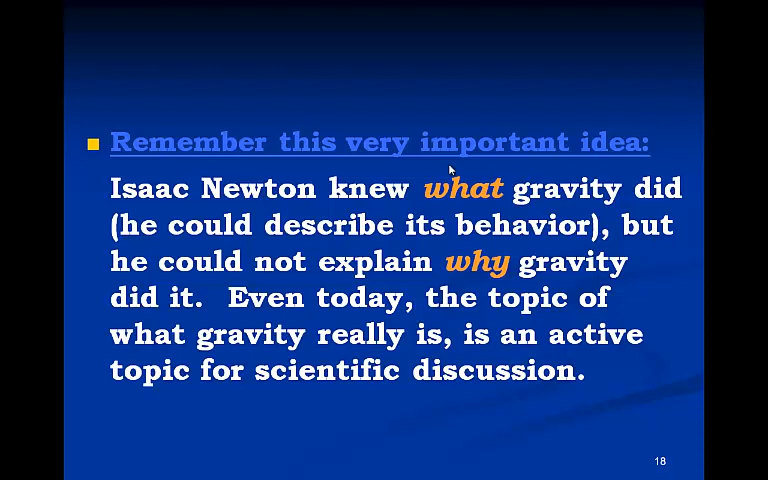 Remember this very important idea:
Isaac Newton knew what gravity did
(he could describe its behavior), but
he could not explain why gravity
did it.  Even today, the topic of
what gravity really is, is an active
topic for scientific discussion.
18